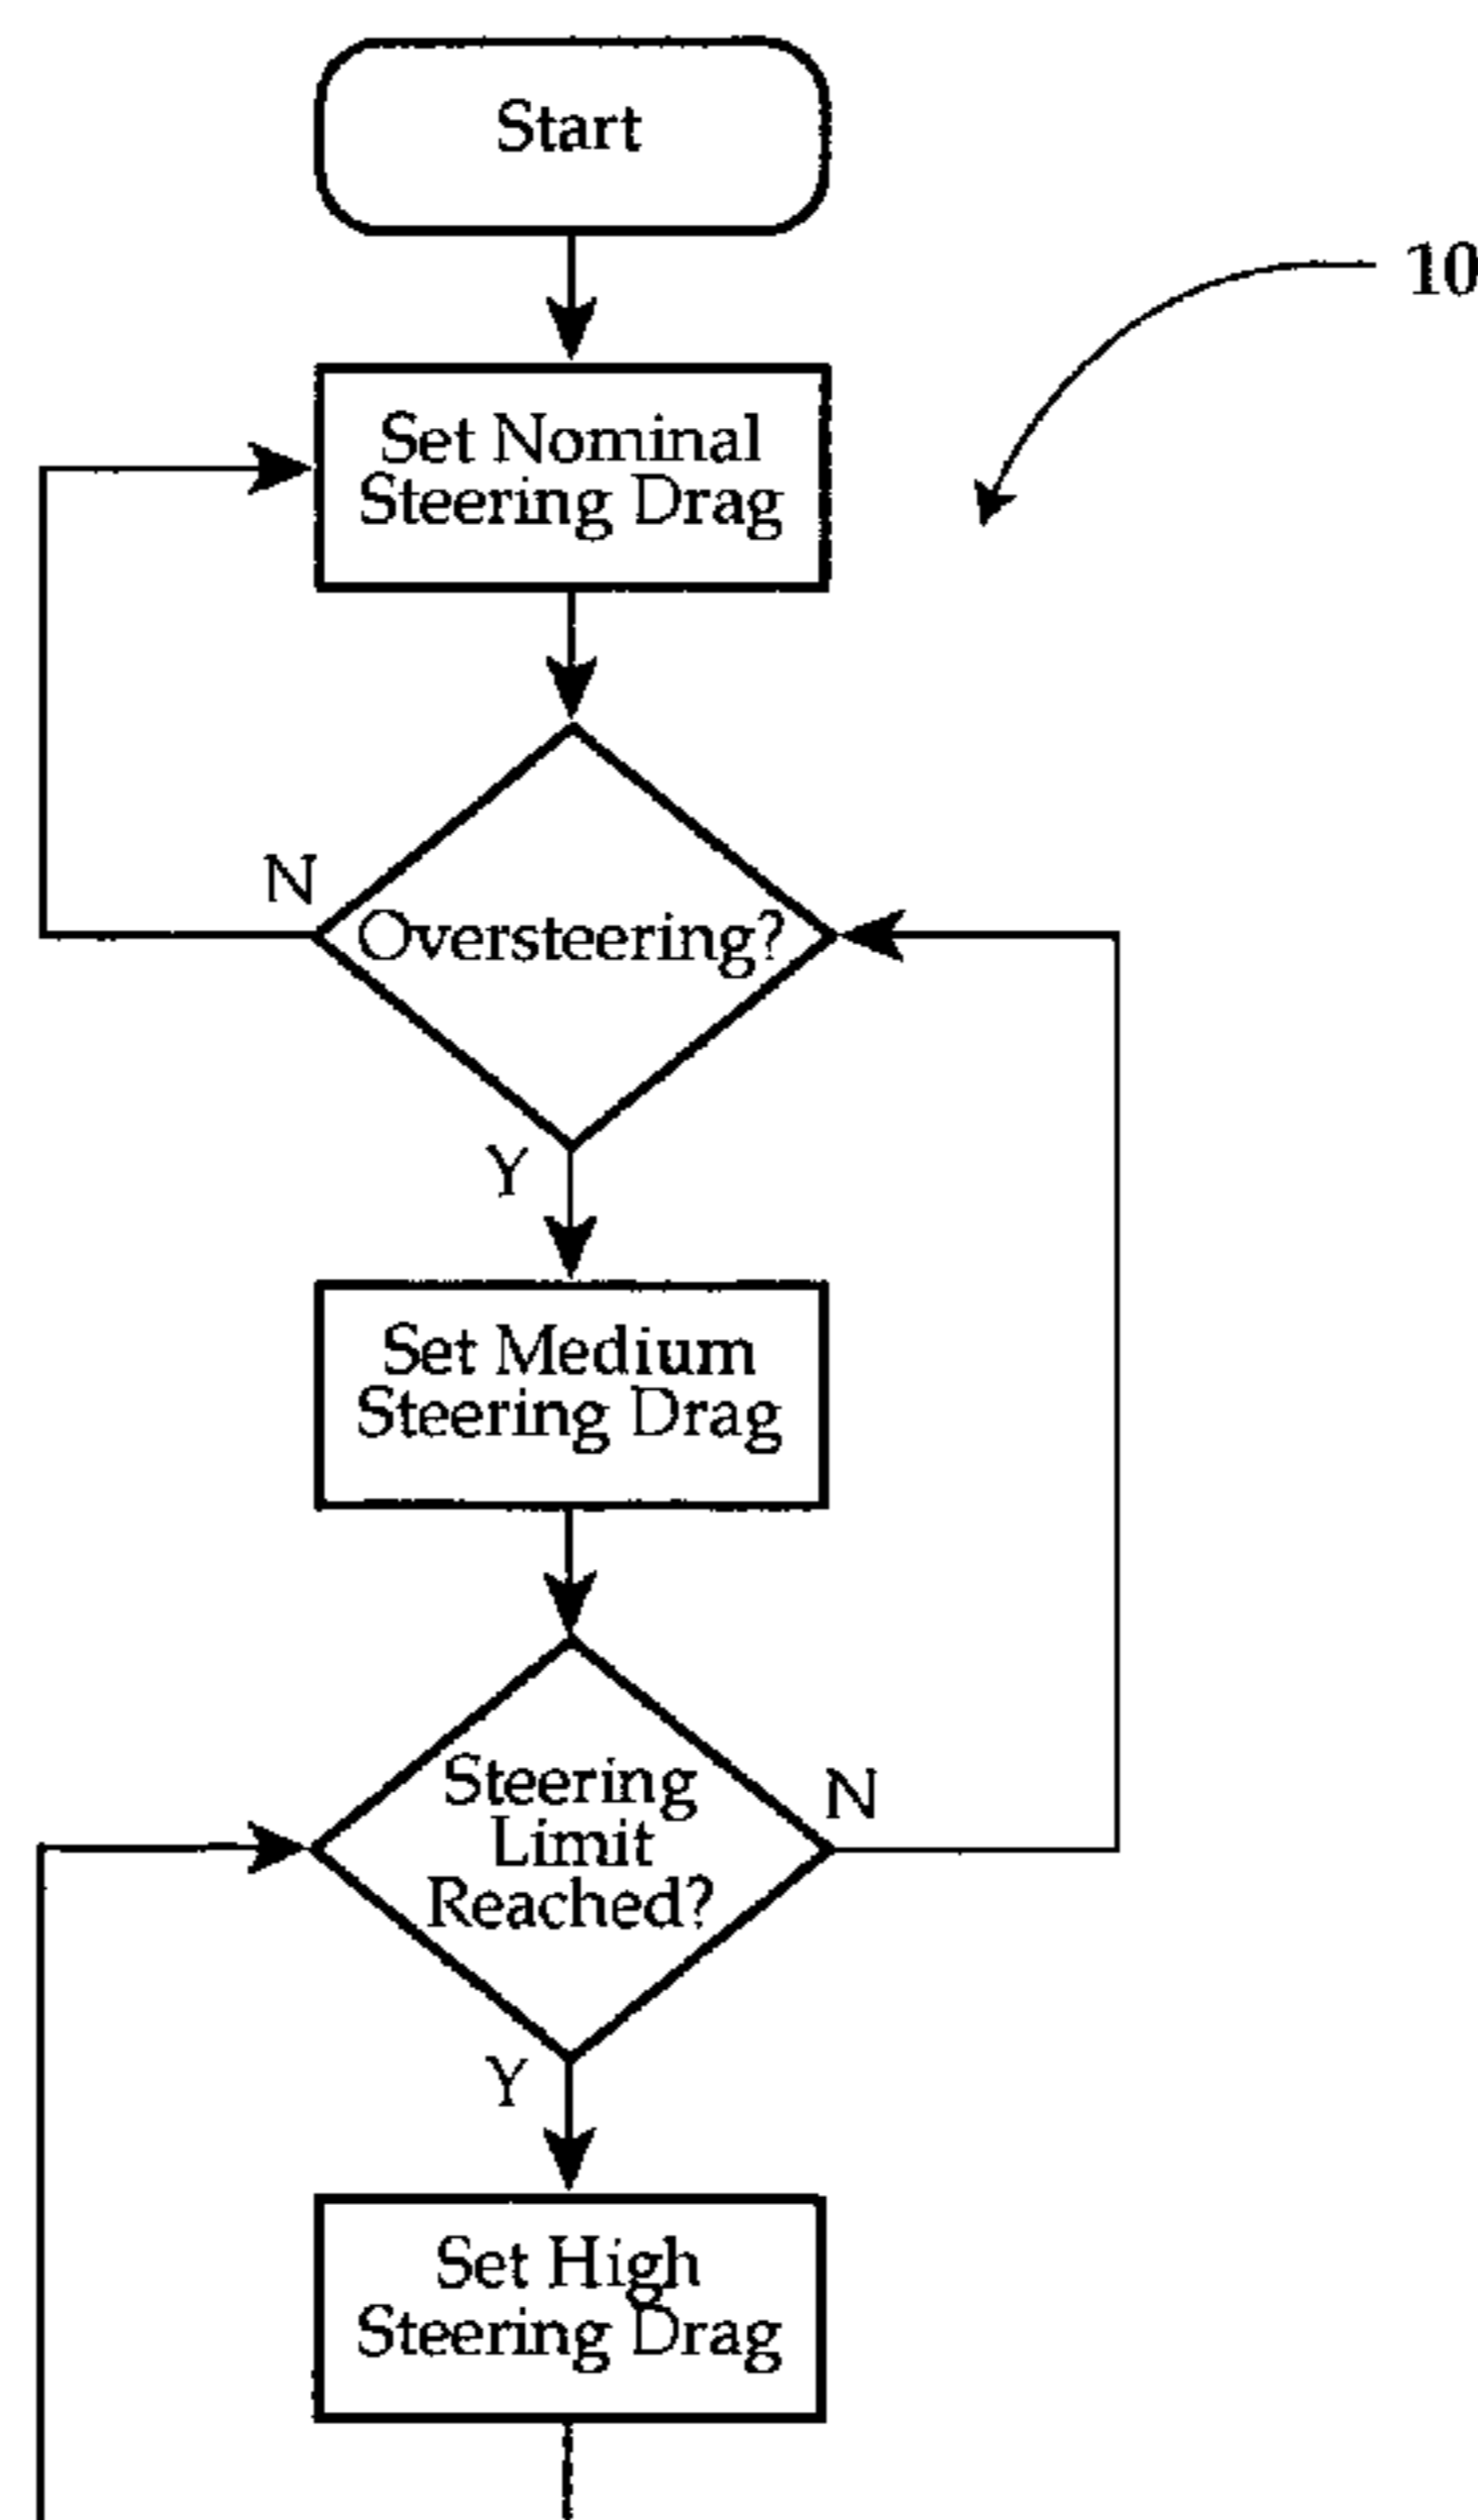 Start
10
Set Nominal
Steering Drag
N
Oversteering?
Y
Set Medium
Steering Drag
Steering
Limit
Reached?
N
Y
Set High
Steering Drag